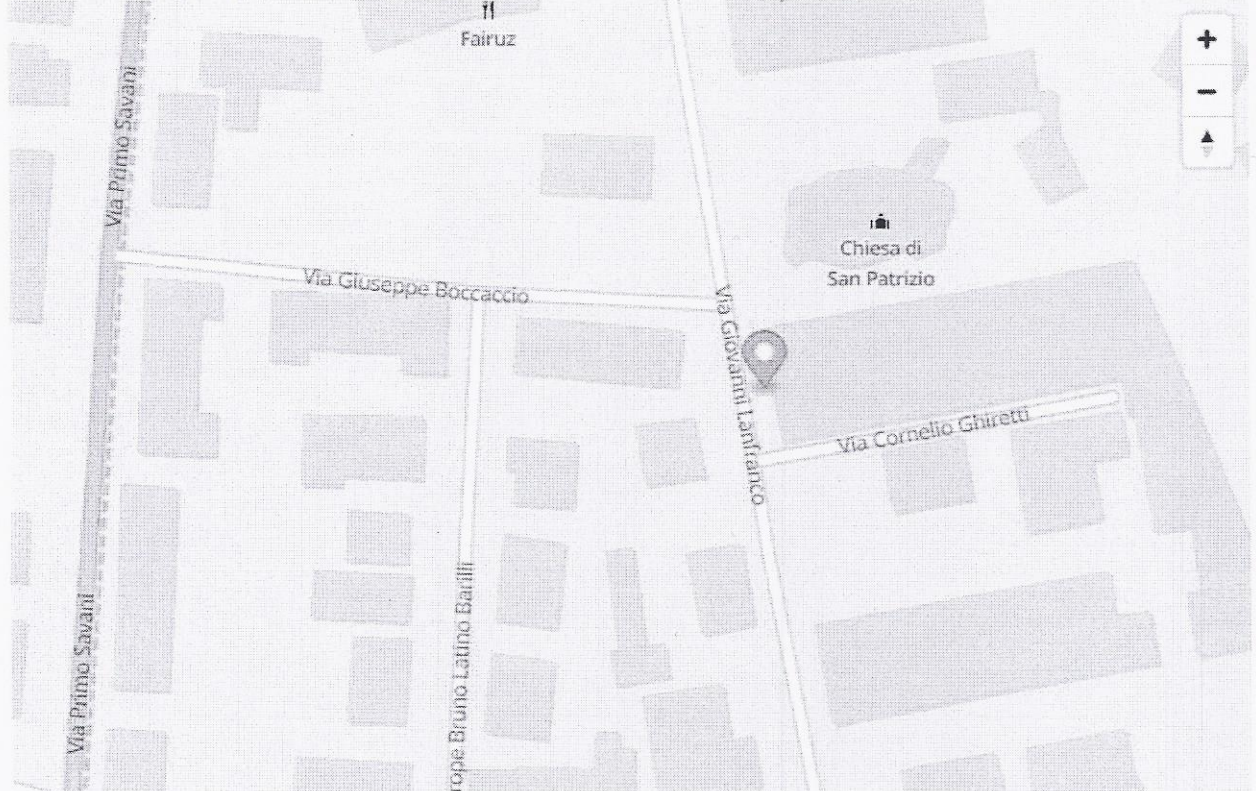 Fairuz
+
−
Via Primo Savani
Chiesa di
San Patrizio
Via Giuseppe Boccaccio
Via Giovanni Lanfranco
Via Cornelio Ghiretti
Via Primo Savani
rope Bruno Latino Barilli